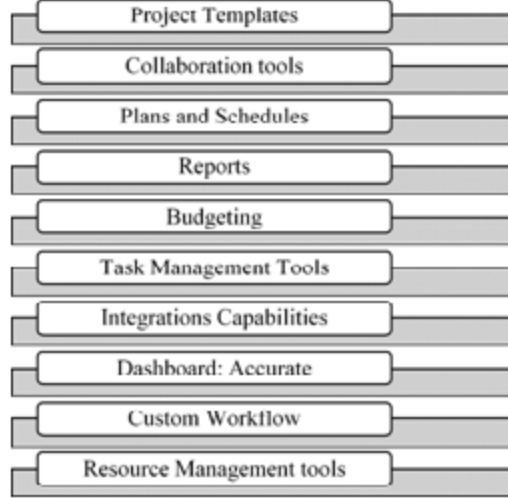 Project Templates
Collaboration tools
Plans and Schedules
Reports
Budgeting
Task Management Tools
Integrations Capabilities
Dashboard: Accurate
Custom Workflow
Resource Management tools